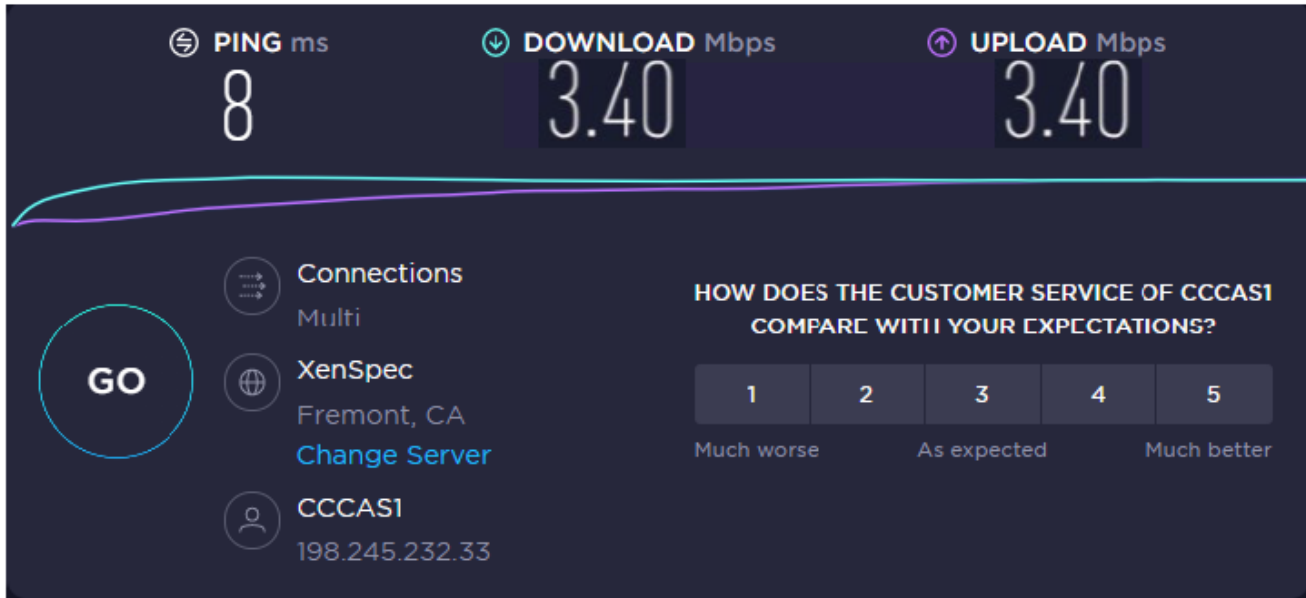 PING ms
DOWNLOAD Mbps
UPLOAD Mbps
8
3.40
3.40
Connections
Multi
XenSpec
Fremont, CA
Change Server
CCCAS1
198.245.232.33
GO
HOW DOES THE CUSTOMER SERVICE OF CCCAS1
COMPARE WITH YOUR EXPECTATIONS?
1 2 3 4 5
Much worse As expected Much better